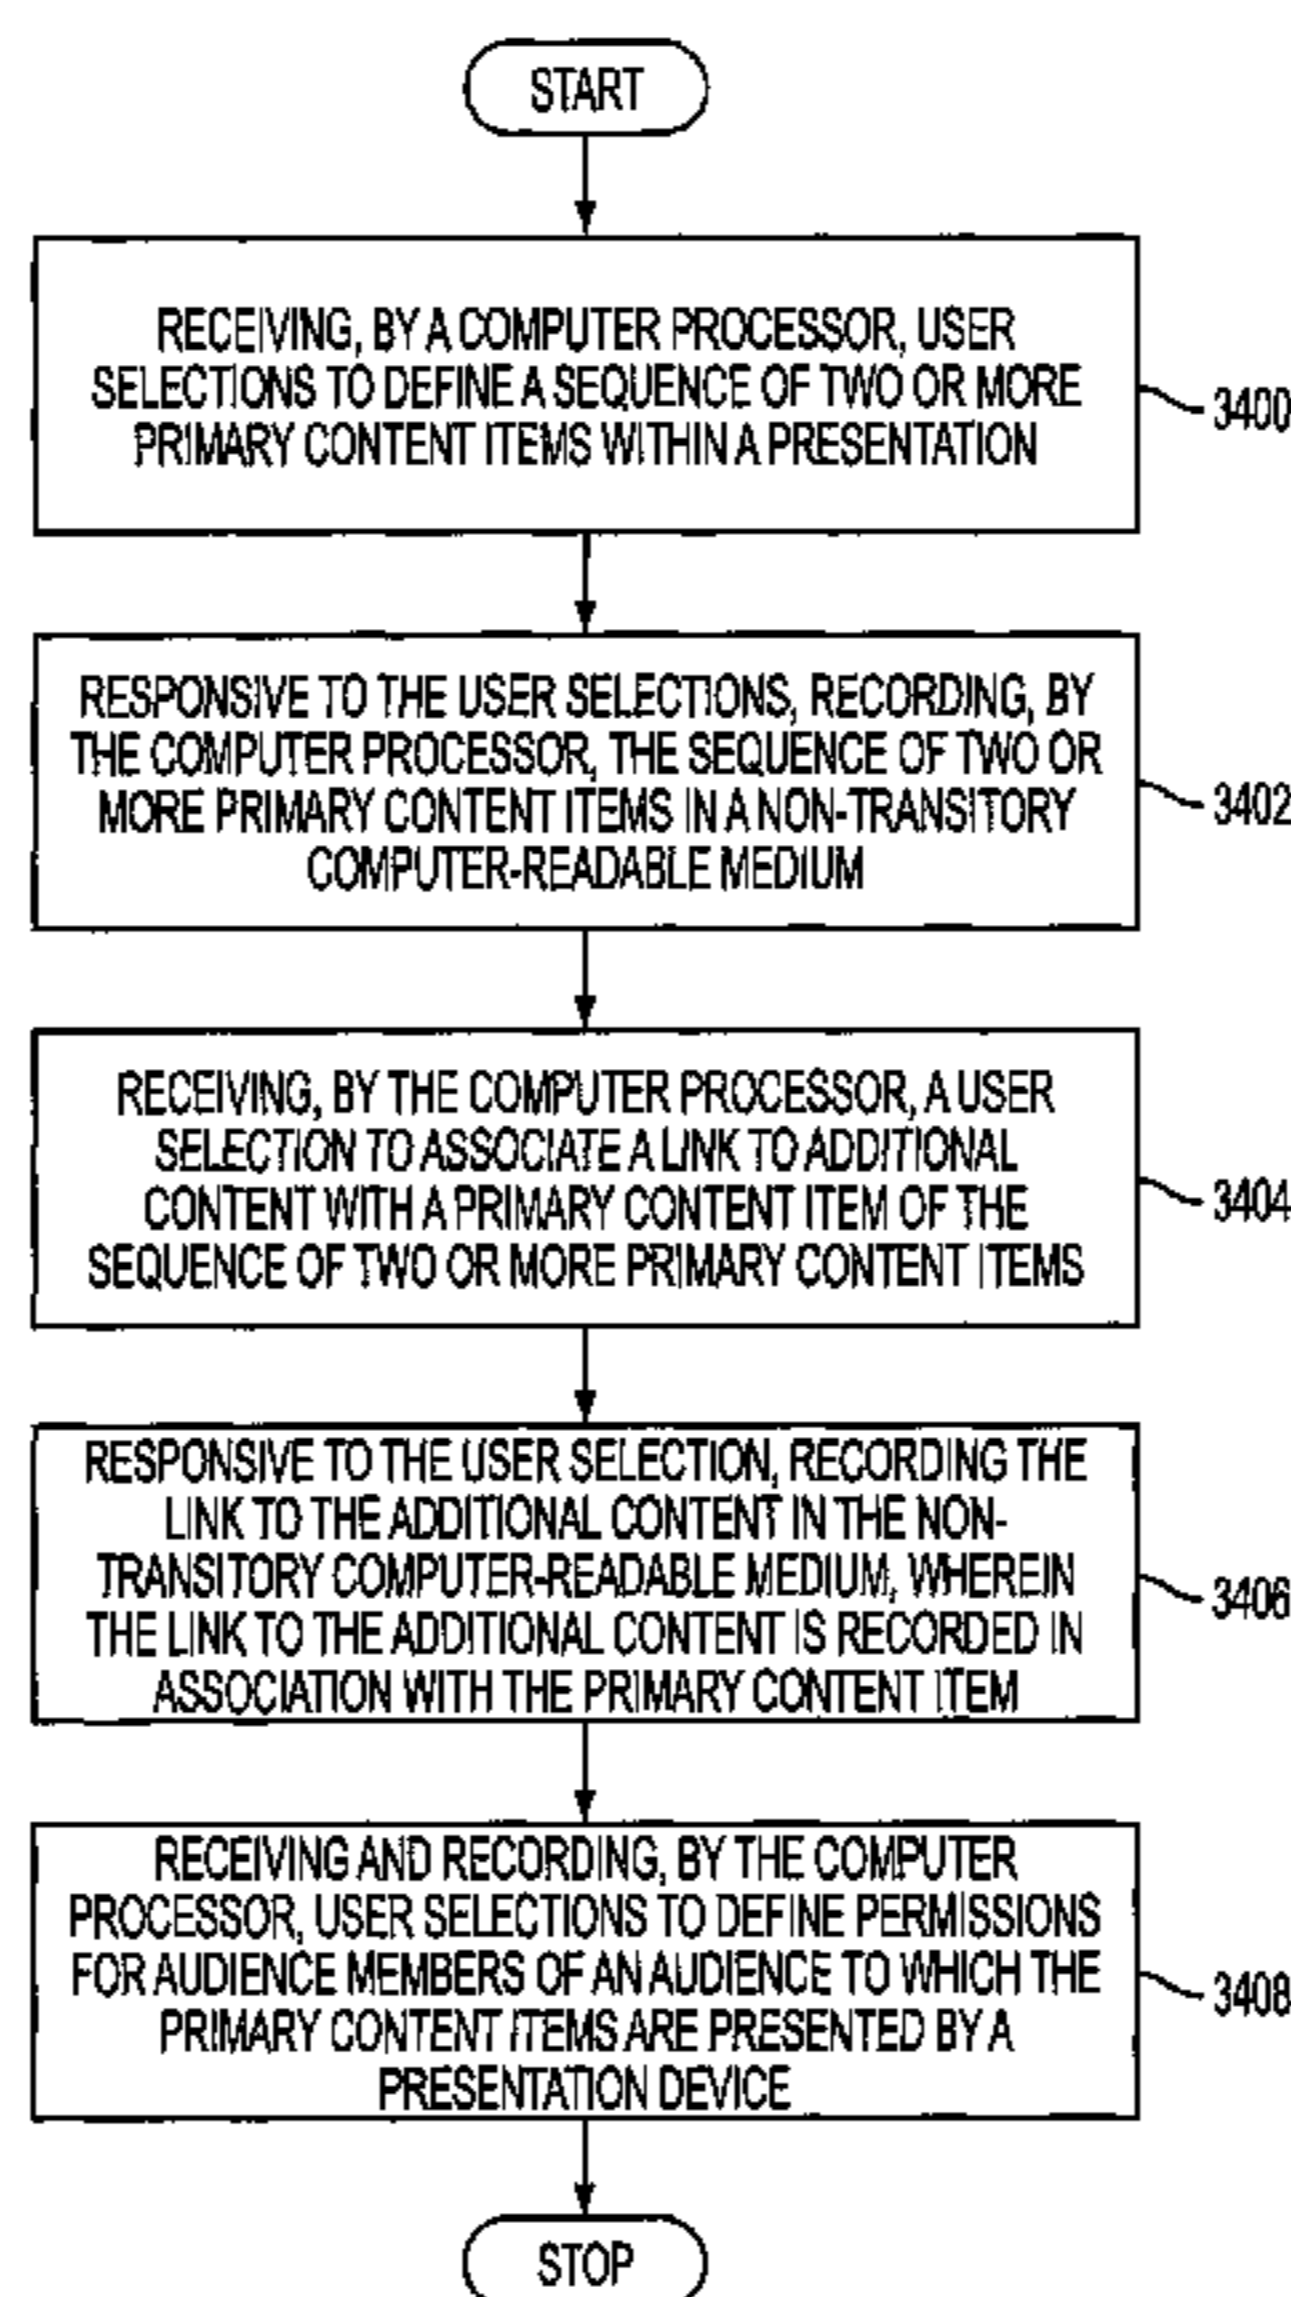 START
RECEIVING, BY A COMPUTER PROCESSOR, USER
SELECTIONS TO DEFINE A SEQUENCE OF TWO OR MORE
PRIMARY CONTENT ITEMS WITHIN A PRESENTATION
3400
RESPONSIVE TO THE USER SELECTIONS, RECORDING, BY
THE COMPUTER PROCESSOR, THE SEQUENCE OF TWO OR
MORE PRIMARY CONTENT ITEMS IN A NON-TRANSITORY
COMPUTER-READABLE MEDIUM
3402
RECEIVING, BY THE COMPUTER PROCESSOR, A USER
SELECTION TO ASSOCIATE A LINK TO ADDITIONAL
CONTENT WITH A PRIMARY CONTENT ITEM OF THE
SEQUENCE OF TWO OR MORE PRIMARY CONTENT ITEMS
3404
RESPONSIVE TO THE USER SELECTION, RECORDING THE
LINK TO THE ADDITIONAL CONTENT IN THE NON-
TRANSITORY COMPUTER-READABLE MEDIUM, WHEREIN
THE LINK TO THE ADDITIONAL CONTENT IS RECORDED IN
ASSOCIATION WITH THE PRIMARY CONTENT ITEM
3406
RECEIVING AND RECORDING, BY THE COMPUTER
PROCESSOR, USER SELECTIONS TO DEFINE PERMISSIONS
FOR AUDIENCE MEMBERS OF AN AUDIENCE TO WHICH THE
PRIMARY CONTENT ITEMS ARE PRESENTED BY A
PRESENTATION DEVICE
3408
STOP